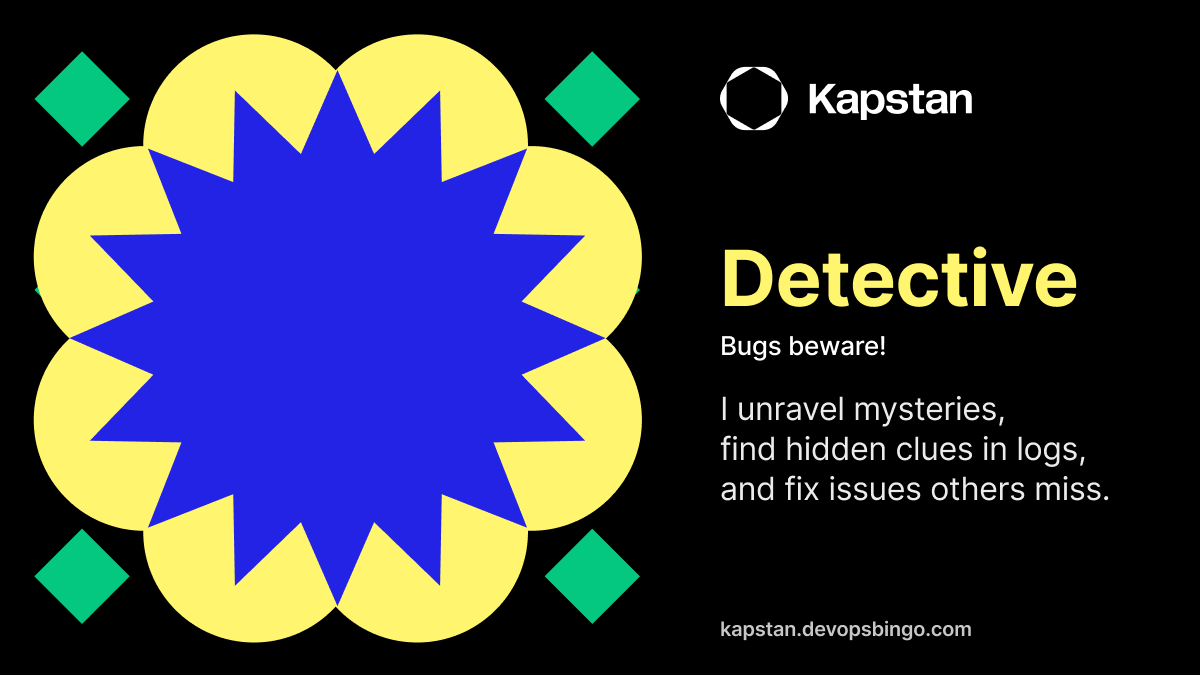 Kapstan
Detective
Bugs beware!
I unravel mysteries,
find hidden clues in logs,
and fix issues others miss.
kapstan.devopsbingo.com